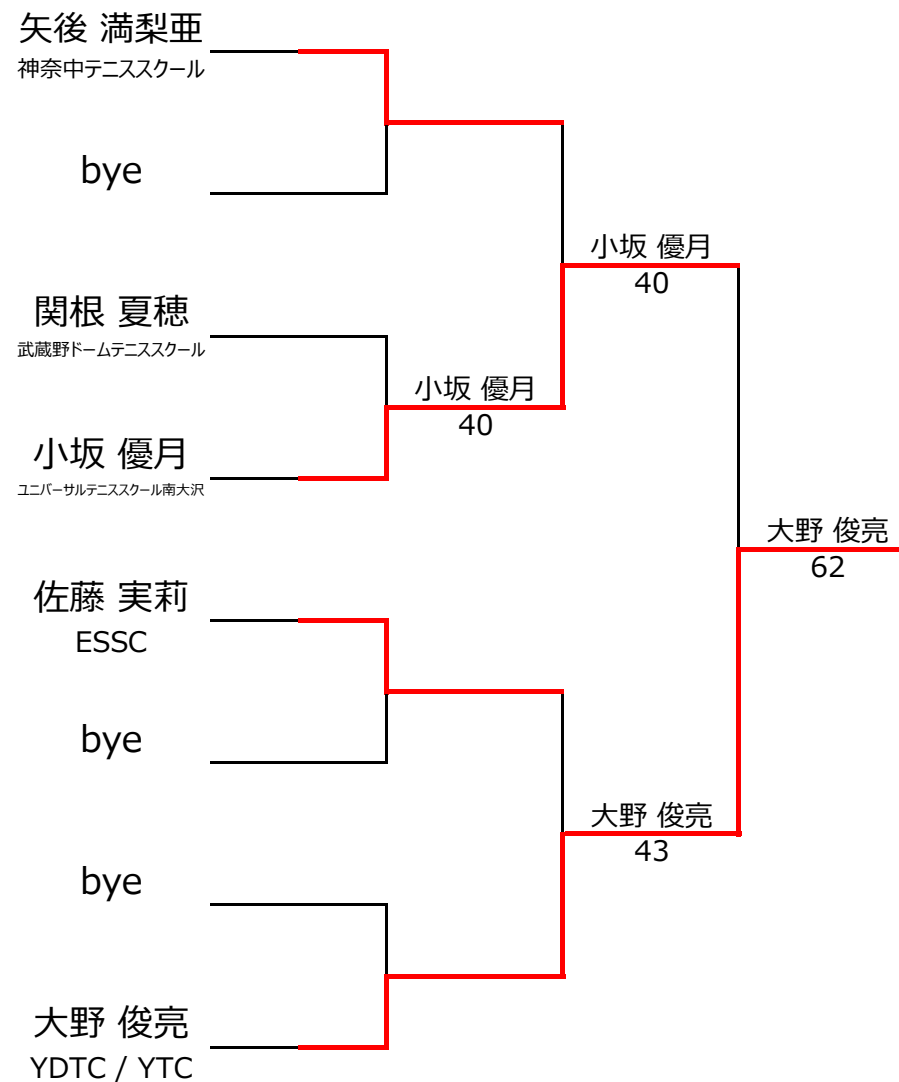 矢後 満梨亜
神奈中テニススクール
bye
小坂 優月
40
関根 夏穂
武蔵野ドームテニススクール
小坂 優月
40
小坂 優月
ユニバーサルテニススクール南大沢
大野 俊亮
62
佐藤 実莉
ESSC
bye
大野 俊亮
43
bye
大野 俊亮
YDTC / YTC